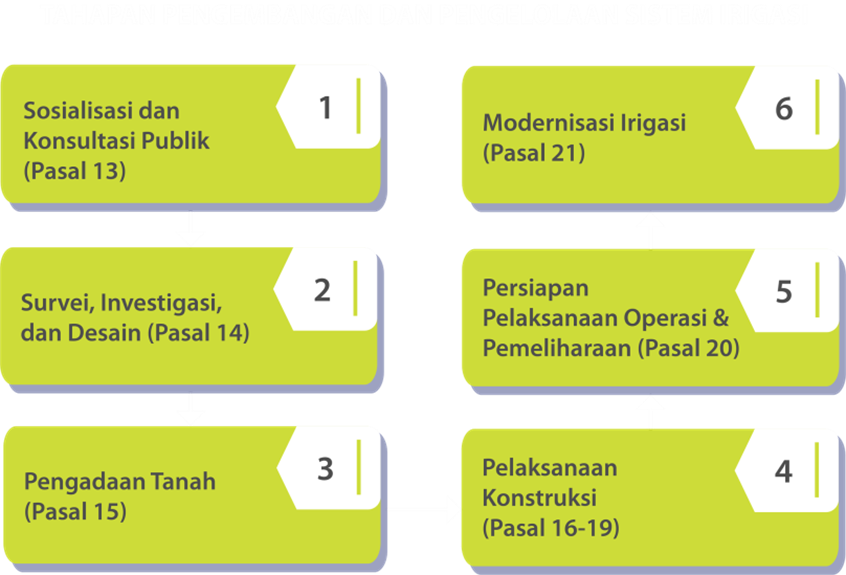 1
Sosialisasi dan
Konsultasi Publik
(Pasal 13)
2
Survei, Investigasi,
dan Desain (Pasal 14)
3
Pengadaan Tanah
(Pasal 15)
4
Pelaksanaan
Konstruksi
(Pasal 16-19)
5
Persiapan
Pelaksanaan Operasi &
Pemeliharaan (Pasal 20)
6
Modernisasi Irigasi
(Pasal 21)